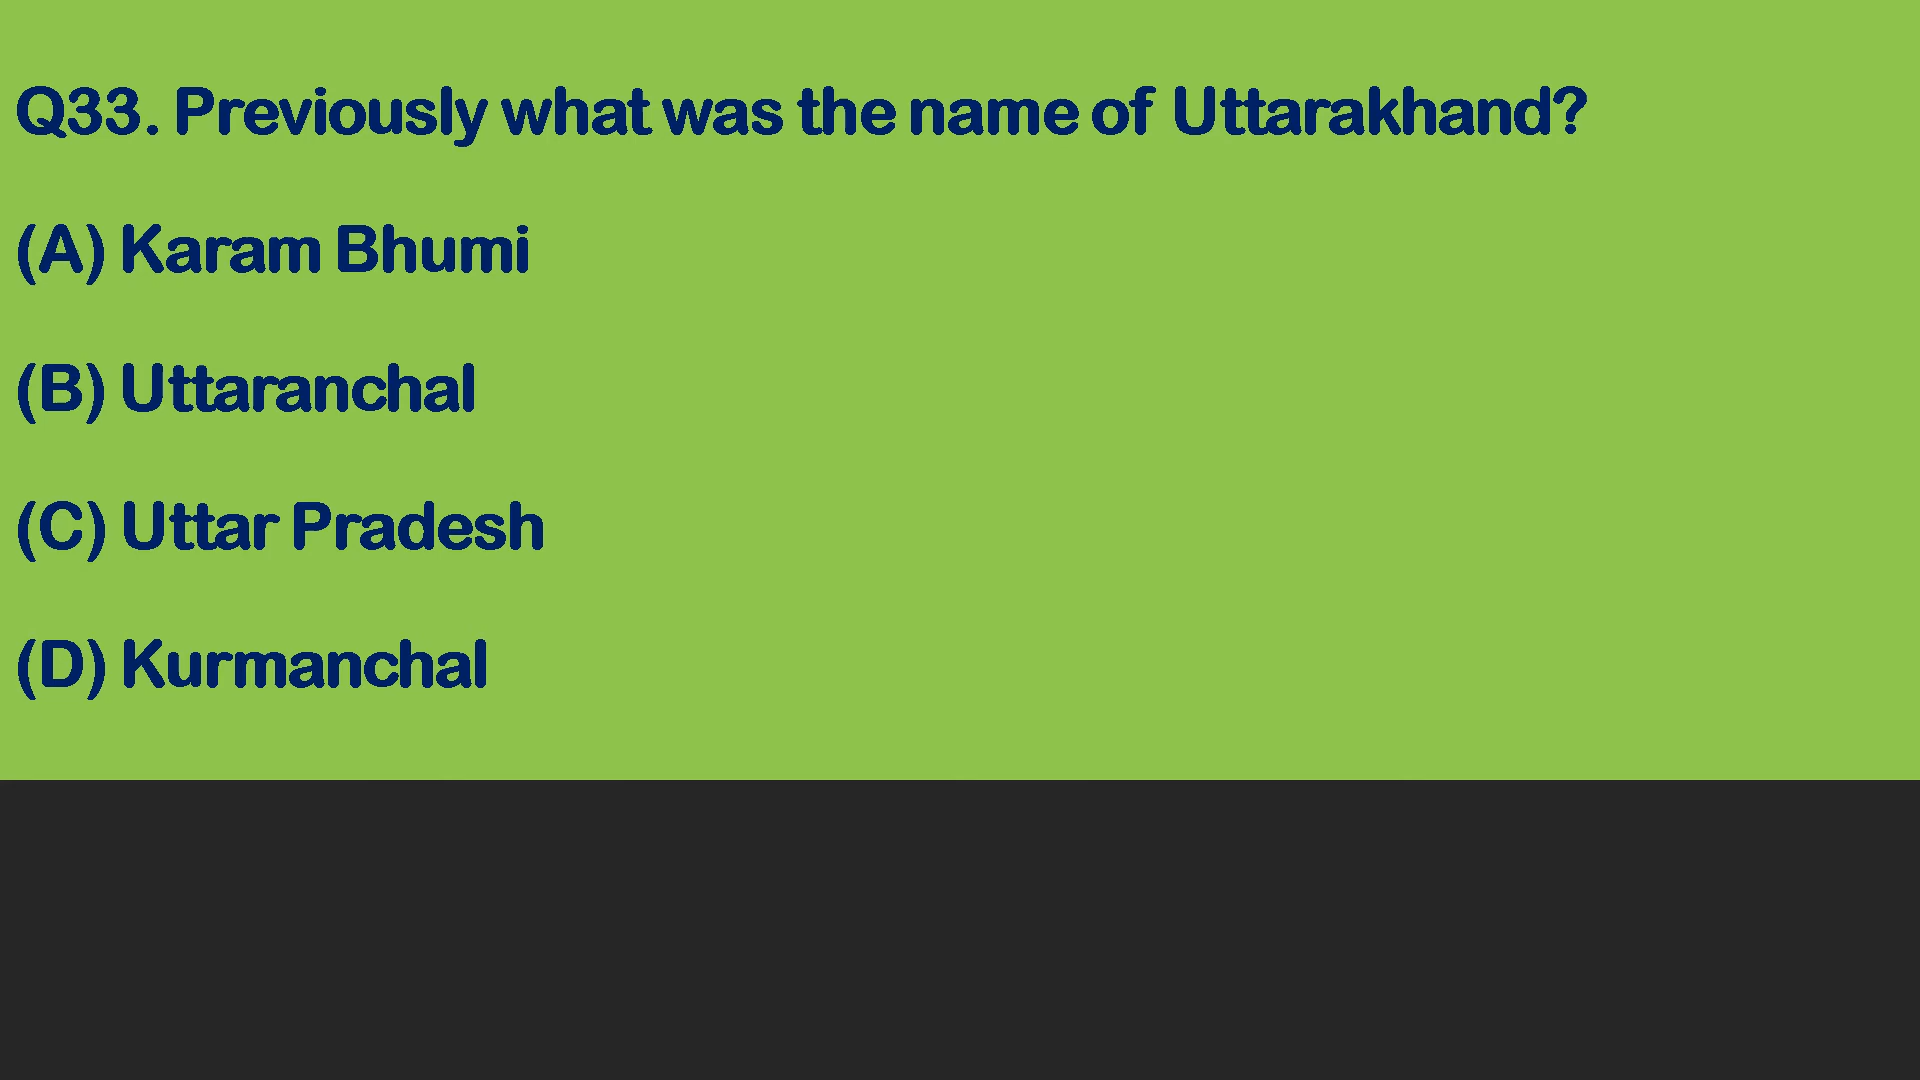 Q33. Previously what was the name of Uttarakhand?
(A) Karam Bhumi
(B) Uttaranchal
(C) Uttar Pradesh
(D) Kurmanchal